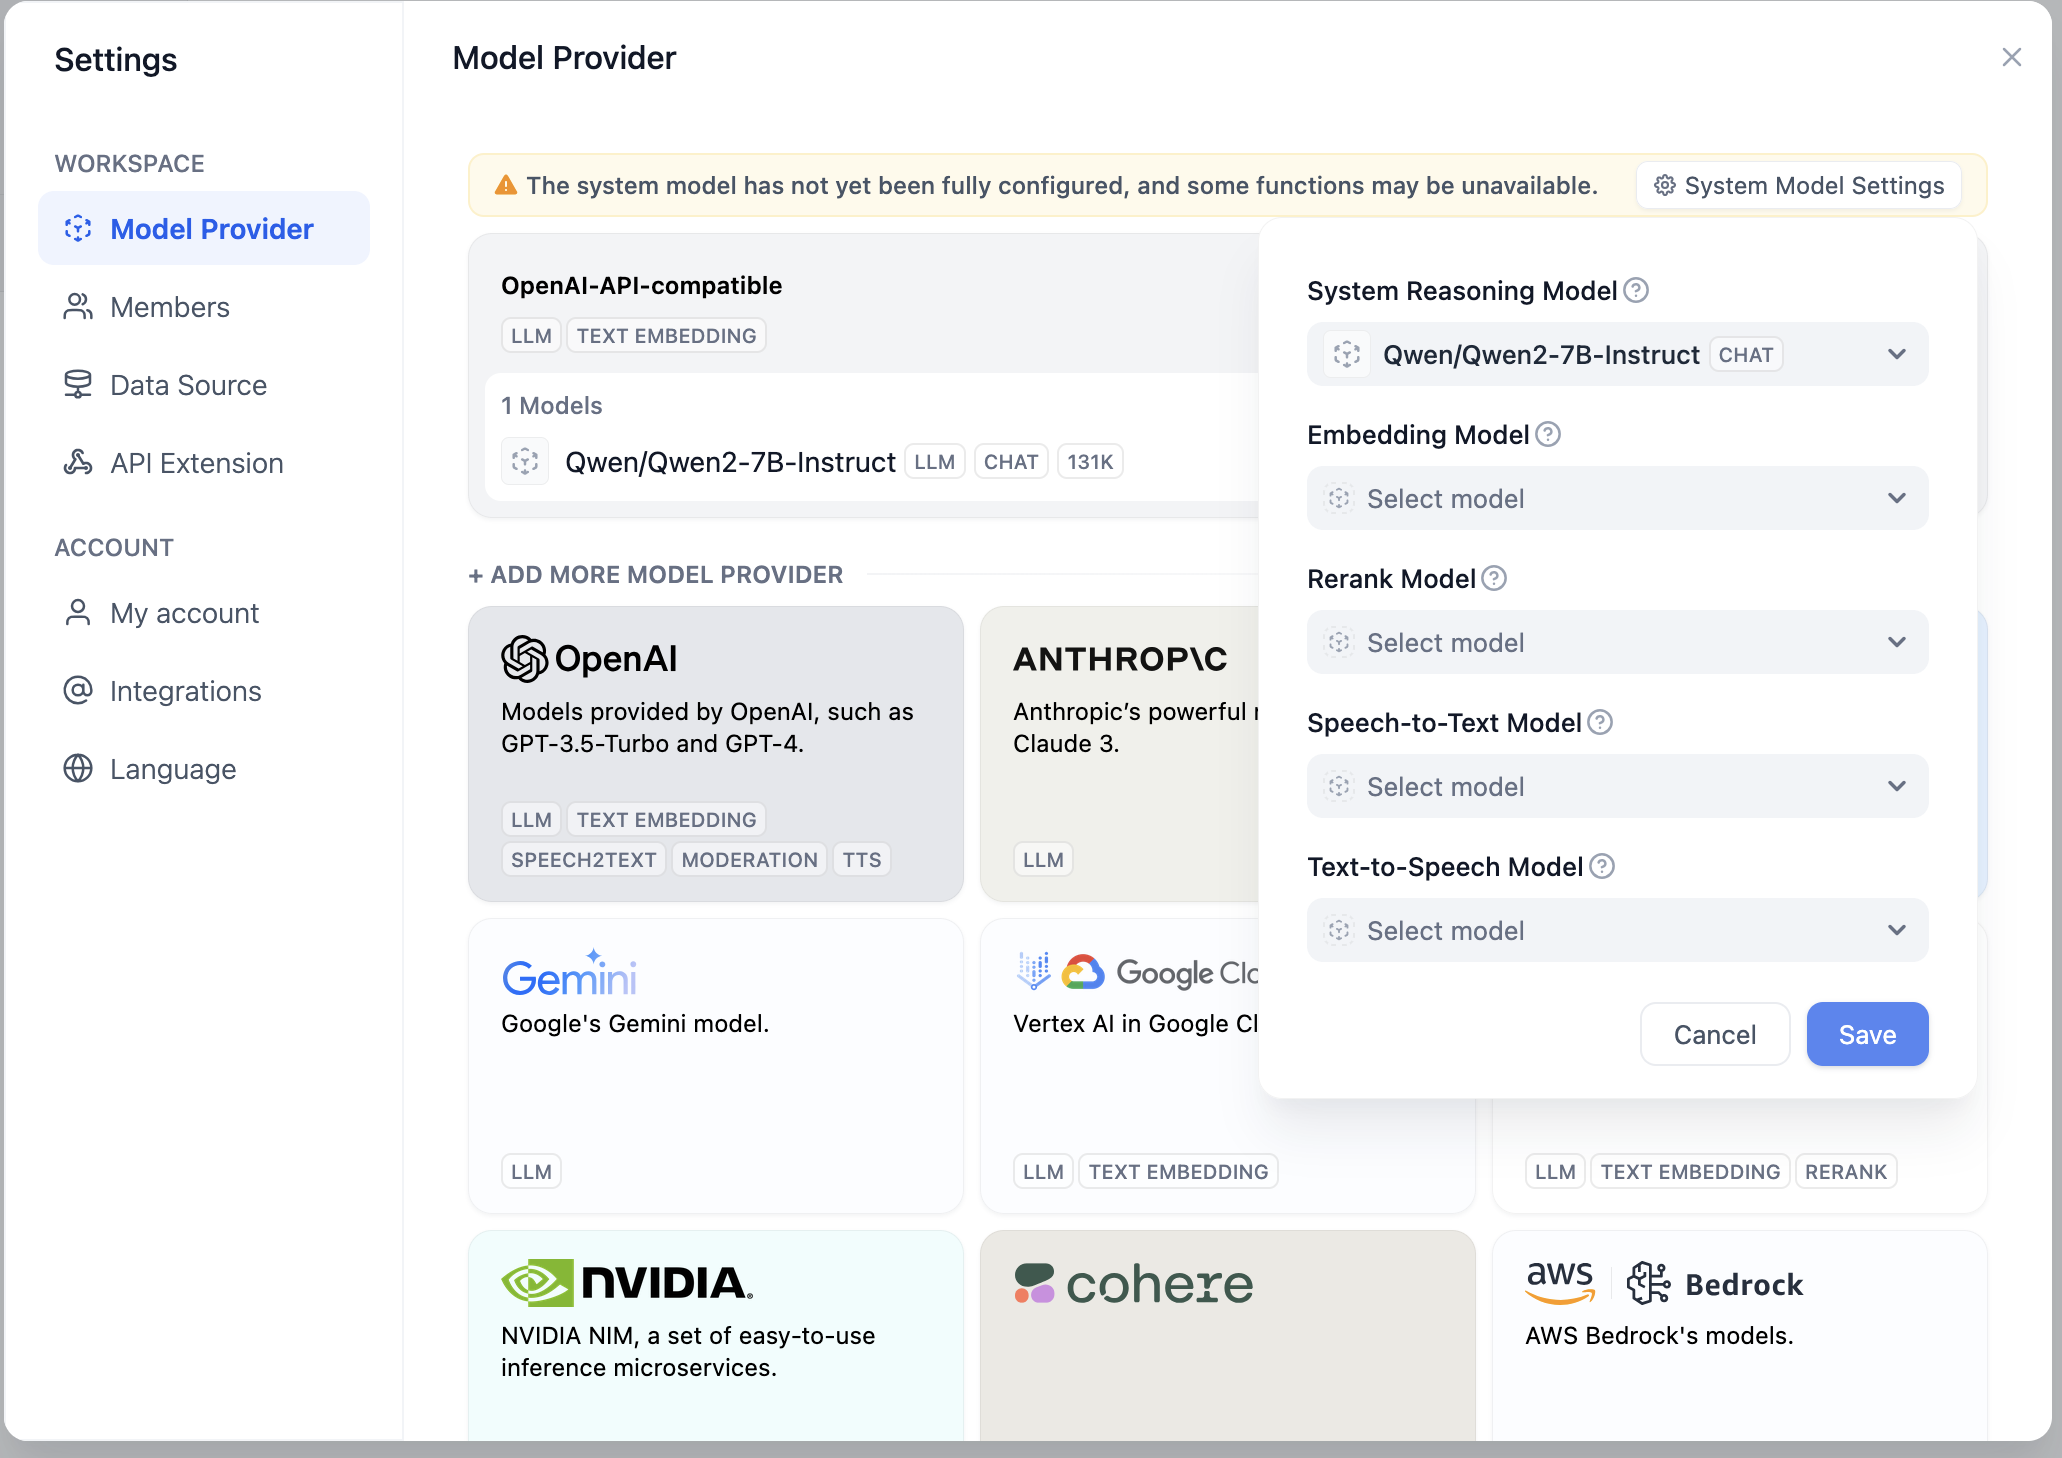 Settings
WORKSPACE
Model Provider
Members
Data Source
API Extension
ACCOUNT
My account
Integrations
Language
Model Provider
The system model has not yet been fully configured, and some functions may be unavailable.
System Model Settings
OpenAI-API-compatible
LLM TEXT EMBEDDING
1 Models
Qwen/Qwen2-7B-Instruct LLM CHAT 131K
+ ADD MORE MODEL PROVIDER
OpenAI
Models provided by OpenAI, such as
GPT-3.5-Turbo and GPT-4.
LLM TEXT EMBEDDING
SPEECH2TEXT MODERATION TTS
ANTHROP\C
Anthropic’s powerful
Claude 3.
LLM
Gemini
Google's Gemini model.
LLM
Google
Vertex AI in Google
LLM TEXT EMBEDDING
LLM TEXT EMBEDDING RERANK
NVIDIA.
NVIDIA NIM, a set of easy-to-use
inference microservices.
cohere
aws Bedrock
AWS Bedrock's models.
System Reasoning Model
Qwen/Qwen2-7B-Instruct CHAT
Embedding Model
Select model
Rerank Model
Select model
Speech-to-Text Model
Select model
Text-to-Speech Model
Select model
Cancel
Save